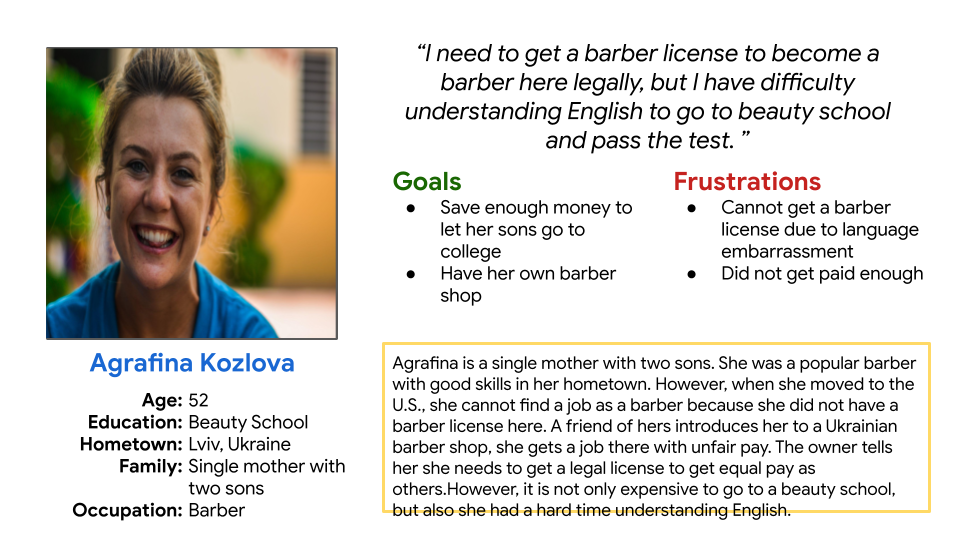 “I need to get a barber license to become a
barber here legally, but I have difficulty
understanding English to go to beauty school
and pass the test. ”
Goals
● Save enough money to
let her sons go to
college
● Have her own barber
shop
Frustrations
● Cannot get a barber
license due to language
embarrassment
● Did not get paid enough
Agrafina Kozlova
Age: 52
Education: Beauty School
Hometown: Lviv, Ukraine
Family: Single mother with
two sons
Occupation: Barber
Agrafina is a single mother with two sons. She was a popular barber
with good skills in her hometown. However, when she moved to the
U.S., she cannot find a job as a barber because she did not have a
barber license here. A friend of hers introduces her to a Ukrainian
barber shop, she gets a job there with unfair pay. The owner tells
her she needs to get a legal license to get equal pay as
others.However, it is not only expensive to go to a beauty school,
but also she had a hard time understanding English.